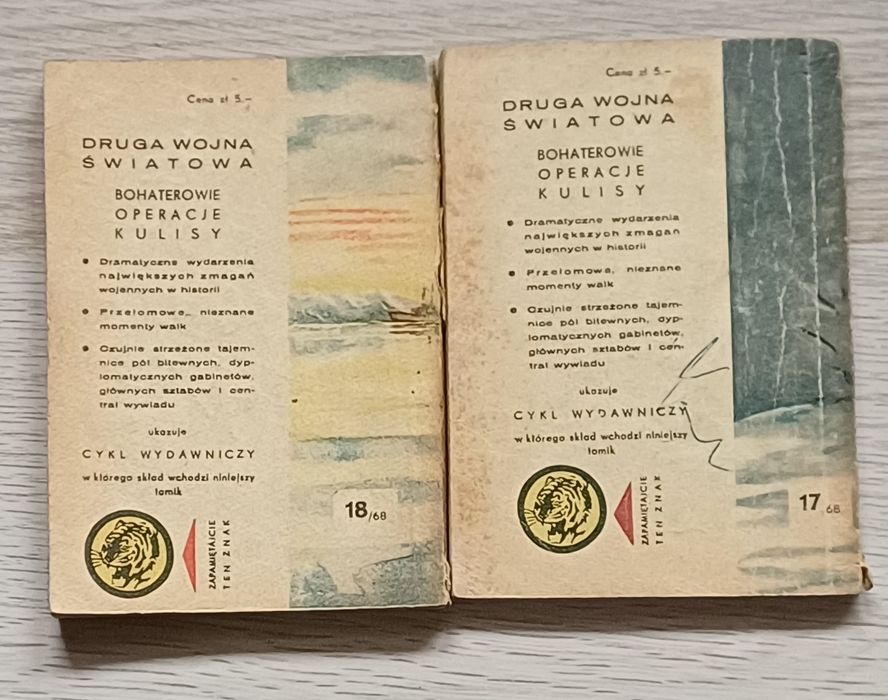 Cena zł 5.–
DRUGA WOJNA
ŚWIATOWA
BOHATEROWIE
OPERACJE
KULISY
• Dramatyczne wydarzenia
największych zmagań
wojennych w historii
• Przełomowe, nieznane
momenty walk
• Czujnie strzeżone tajem-
nice pól bitewnych, dyp-
lomatycznych gabinetów,
głównych sztabów i cen-
tral wywiadu
ukazuje
CYKL WYDAWNICZY
w którego skład wchodzi niniejszy
tomik
ZAPAMIĘTAJCIE
TEN ZNAK
18/68
Cena zł 5.–
DRUGA WOJNA
ŚWIATOWA
BOHATEROWIE
OPERACJE
KULISY
• Dramatyczne wydarzenia
największych zmagań
wojennych w historii
• Przełomowe, nieznane
momenty walk
• Czujnie strzeżone tajem-
nice pól bitewnych, dyp-
lomatycznych gabinetów,
głównych sztabów i cen-
tral wywiadu
ukazuje
CYKL WYDAWNICZY
w którego skład wchodzi niniejszy
tomik
ZAPAMIĘTAJCIE
TEN ZNAK
17/68